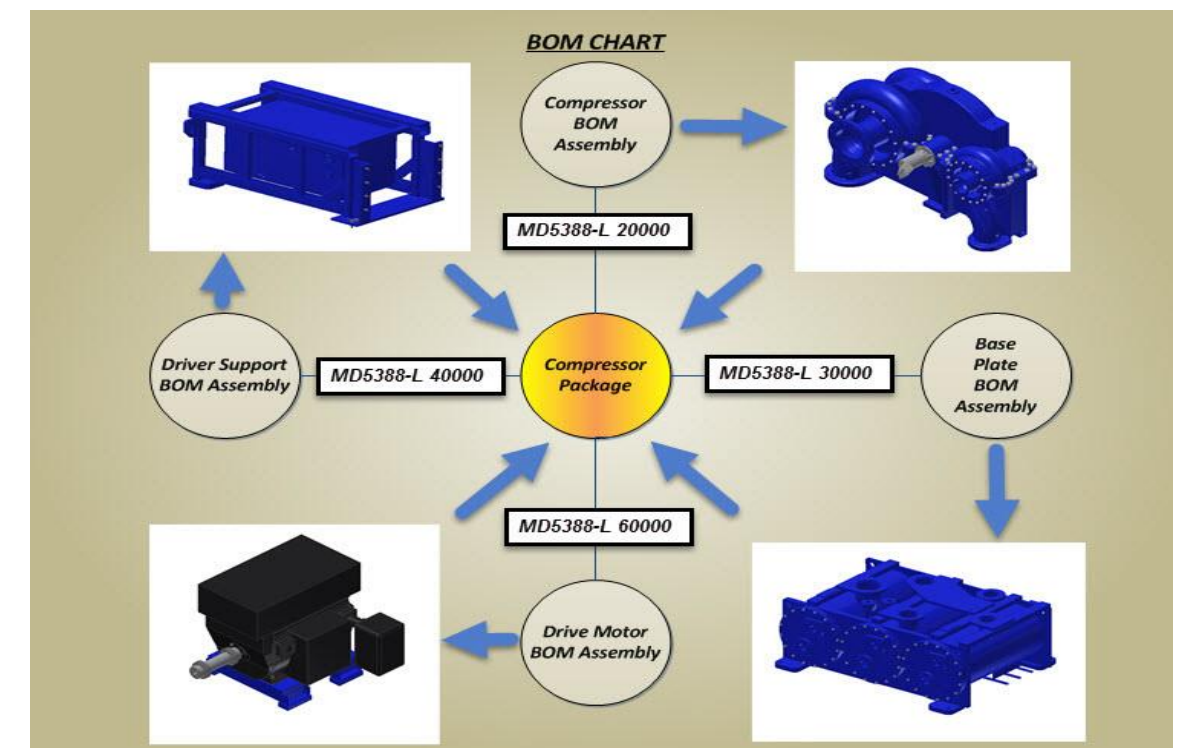 BOM CHART
Compressor
BOM
Assembly
MD5388-L 20000
Driver Support
BOM Assembly
MD5388-L 40000
Compressor
Package
MD5388-L 30000
Base
Plate
BOM
Assembly
MD5388-L 60000
Drive Motor
BOM Assembly